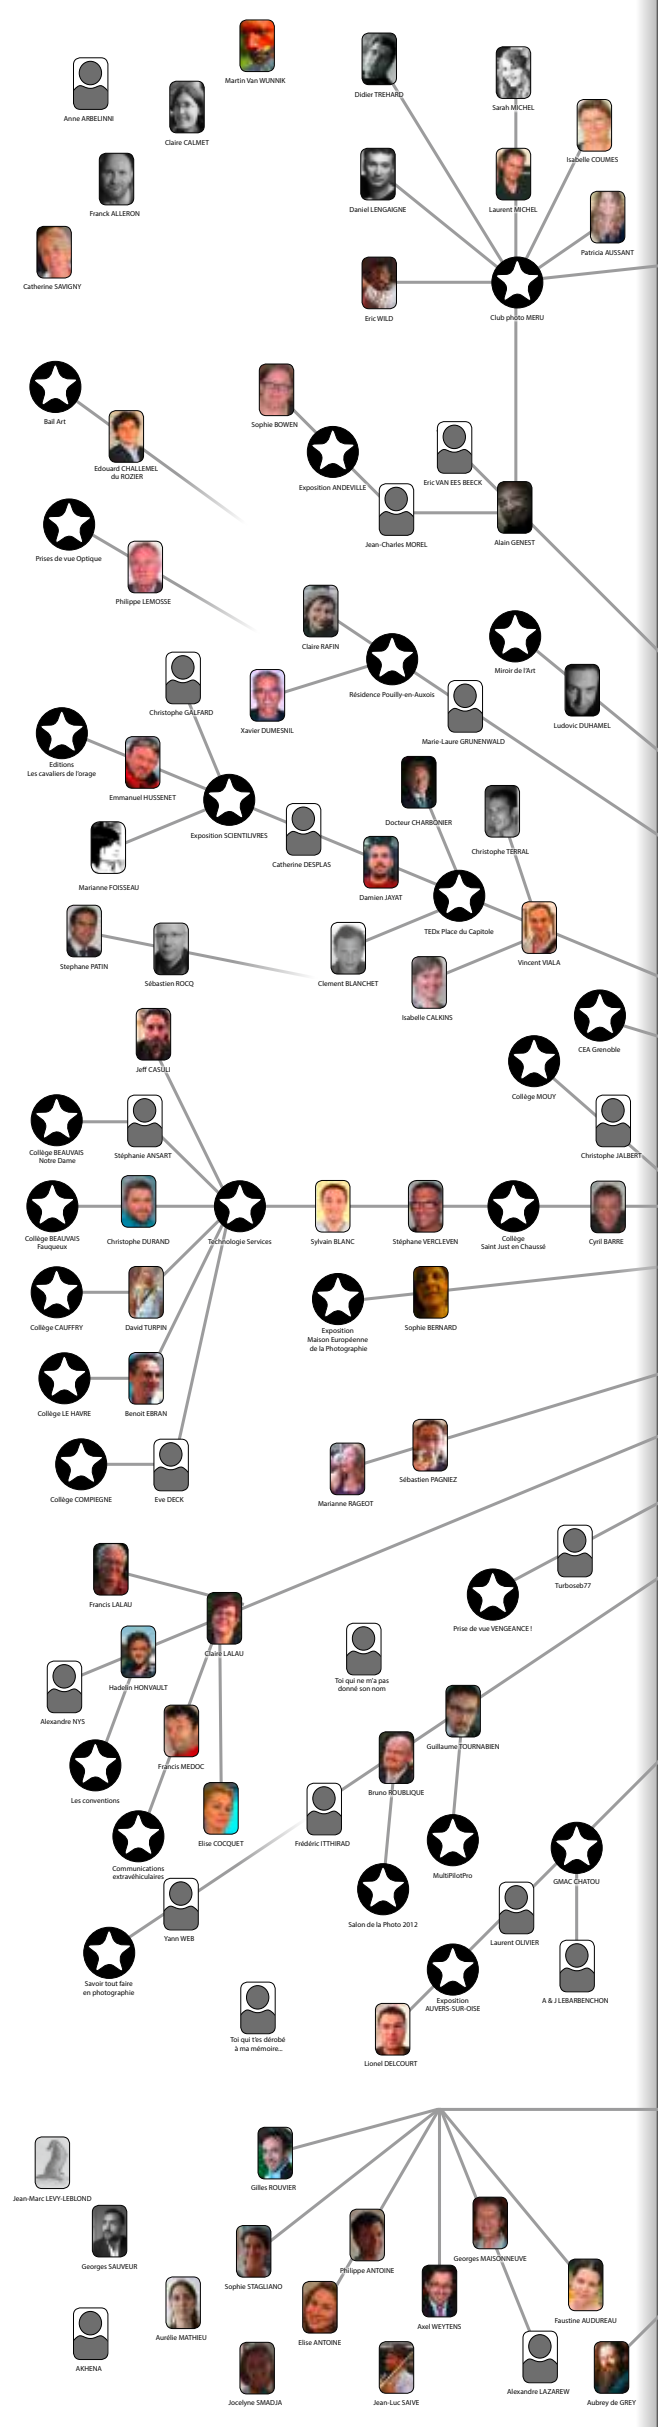 Martin Van WUNNIK
Didier TREHARD
Sarah MICHEL
Anne ARBELINNI
Claire CALMET
Isabelle COUMES
Franck ALLERON
Daniel LENGAIGNE
Laurent MICHEL
Patricia AUSSANT
Catherine SAVIGNY
Eric WILD
Club photo MERU
Bail Art
Sophie BOWEN
Edouard CHALLEMEL
du ROZIER
Exposition ANDEVILLE
Eric VAN EES BEECK
Jean-Charles MOREL
Alain GENEST
Prises de vue Optique
Philippe LEMOSSE
Claire RAFIN
Miroir de l'Art
Résidence Pouilly-en-Auxois
Christophe GALFARD
Xavier DUMESNIL
Ludovic DUHAMEL
Marie-Laure GRUNENWALD
Editions
Les cavaliers de l'orage
Emmuel HUSSENET
Docteur CHARBONIER
Exposition SCIENTILIVRES
Catherine DESPLAS
Christophe TERRAL
Marianne FOISSEAU
Damien JAYAT
TEDx Place du Capitole
Stephane PATIN
Sébastien ROCQ
Clement BLANCHET
Vincent VIALA
Isabelle CALKINS
Jeff CASULI
CEA Grenoble
Collège MOUY
Collège BEAUVAIS
Notre Dame
Stéphanie ANSART
Christophe JALBERT
Collège BEAUVAIS
Fauqueux
Christophe DURAND
Technologie Services
Sylvain BLANC
Stéphane VERCLEVEN
Collège
Saint Just en Chaussé
Cyril BARRE
Collège CAUFFRY
David TURPIN
Exposition
Maison Européenne
de la Photographie
Sophie BERNARD
Collège LE HAVRE
Benoit EBRAN
Collège COMPIEGNE
Eve DECK
Marianne RAGEOT
Sébastien PAGNIEZ
Francis LALAU
Turboseb77
Prise de vue VENGEANCE !
Claire LALAU
Hadelin HONVAULT
Toi qui ne m'a pas
donné son nom
Alexandre NYS
Francis MEDOC
Guillaume TOURNABIEN
Les conventions
Bruno ROUBLIQUE
Elise COCQUET
Frédéric ITTHIRAD
Communications
extravéhiculaires
MultiPilotPro
GMAC CHATOU
Salon de la Photo 2012
Yann WEB
Laurent OLIVIER
Savoir tout faire
en photographie
Exposition
AUVERS-SUR-OISE
A & J LEBARBENCHON
Toi qui t'es dérobé
à ma mémoire...
Lionel DELCOURT
Gilles ROUVIER
Jean-Marc LEVY-LEBLOND
Georges SAUVEUR
Sophie STAGLIANO
Philippe ANTOINE
Georges MAISONNEUVE
Aurélie MATHIEU
Elise ANTOINE
Axel WEYTENS
Faustine AUDUREAU
AKHENA
Jocelyne SMADJA
Jean-Luc SAIVE
Alexandre LAZAREW
Aubrey de GREY